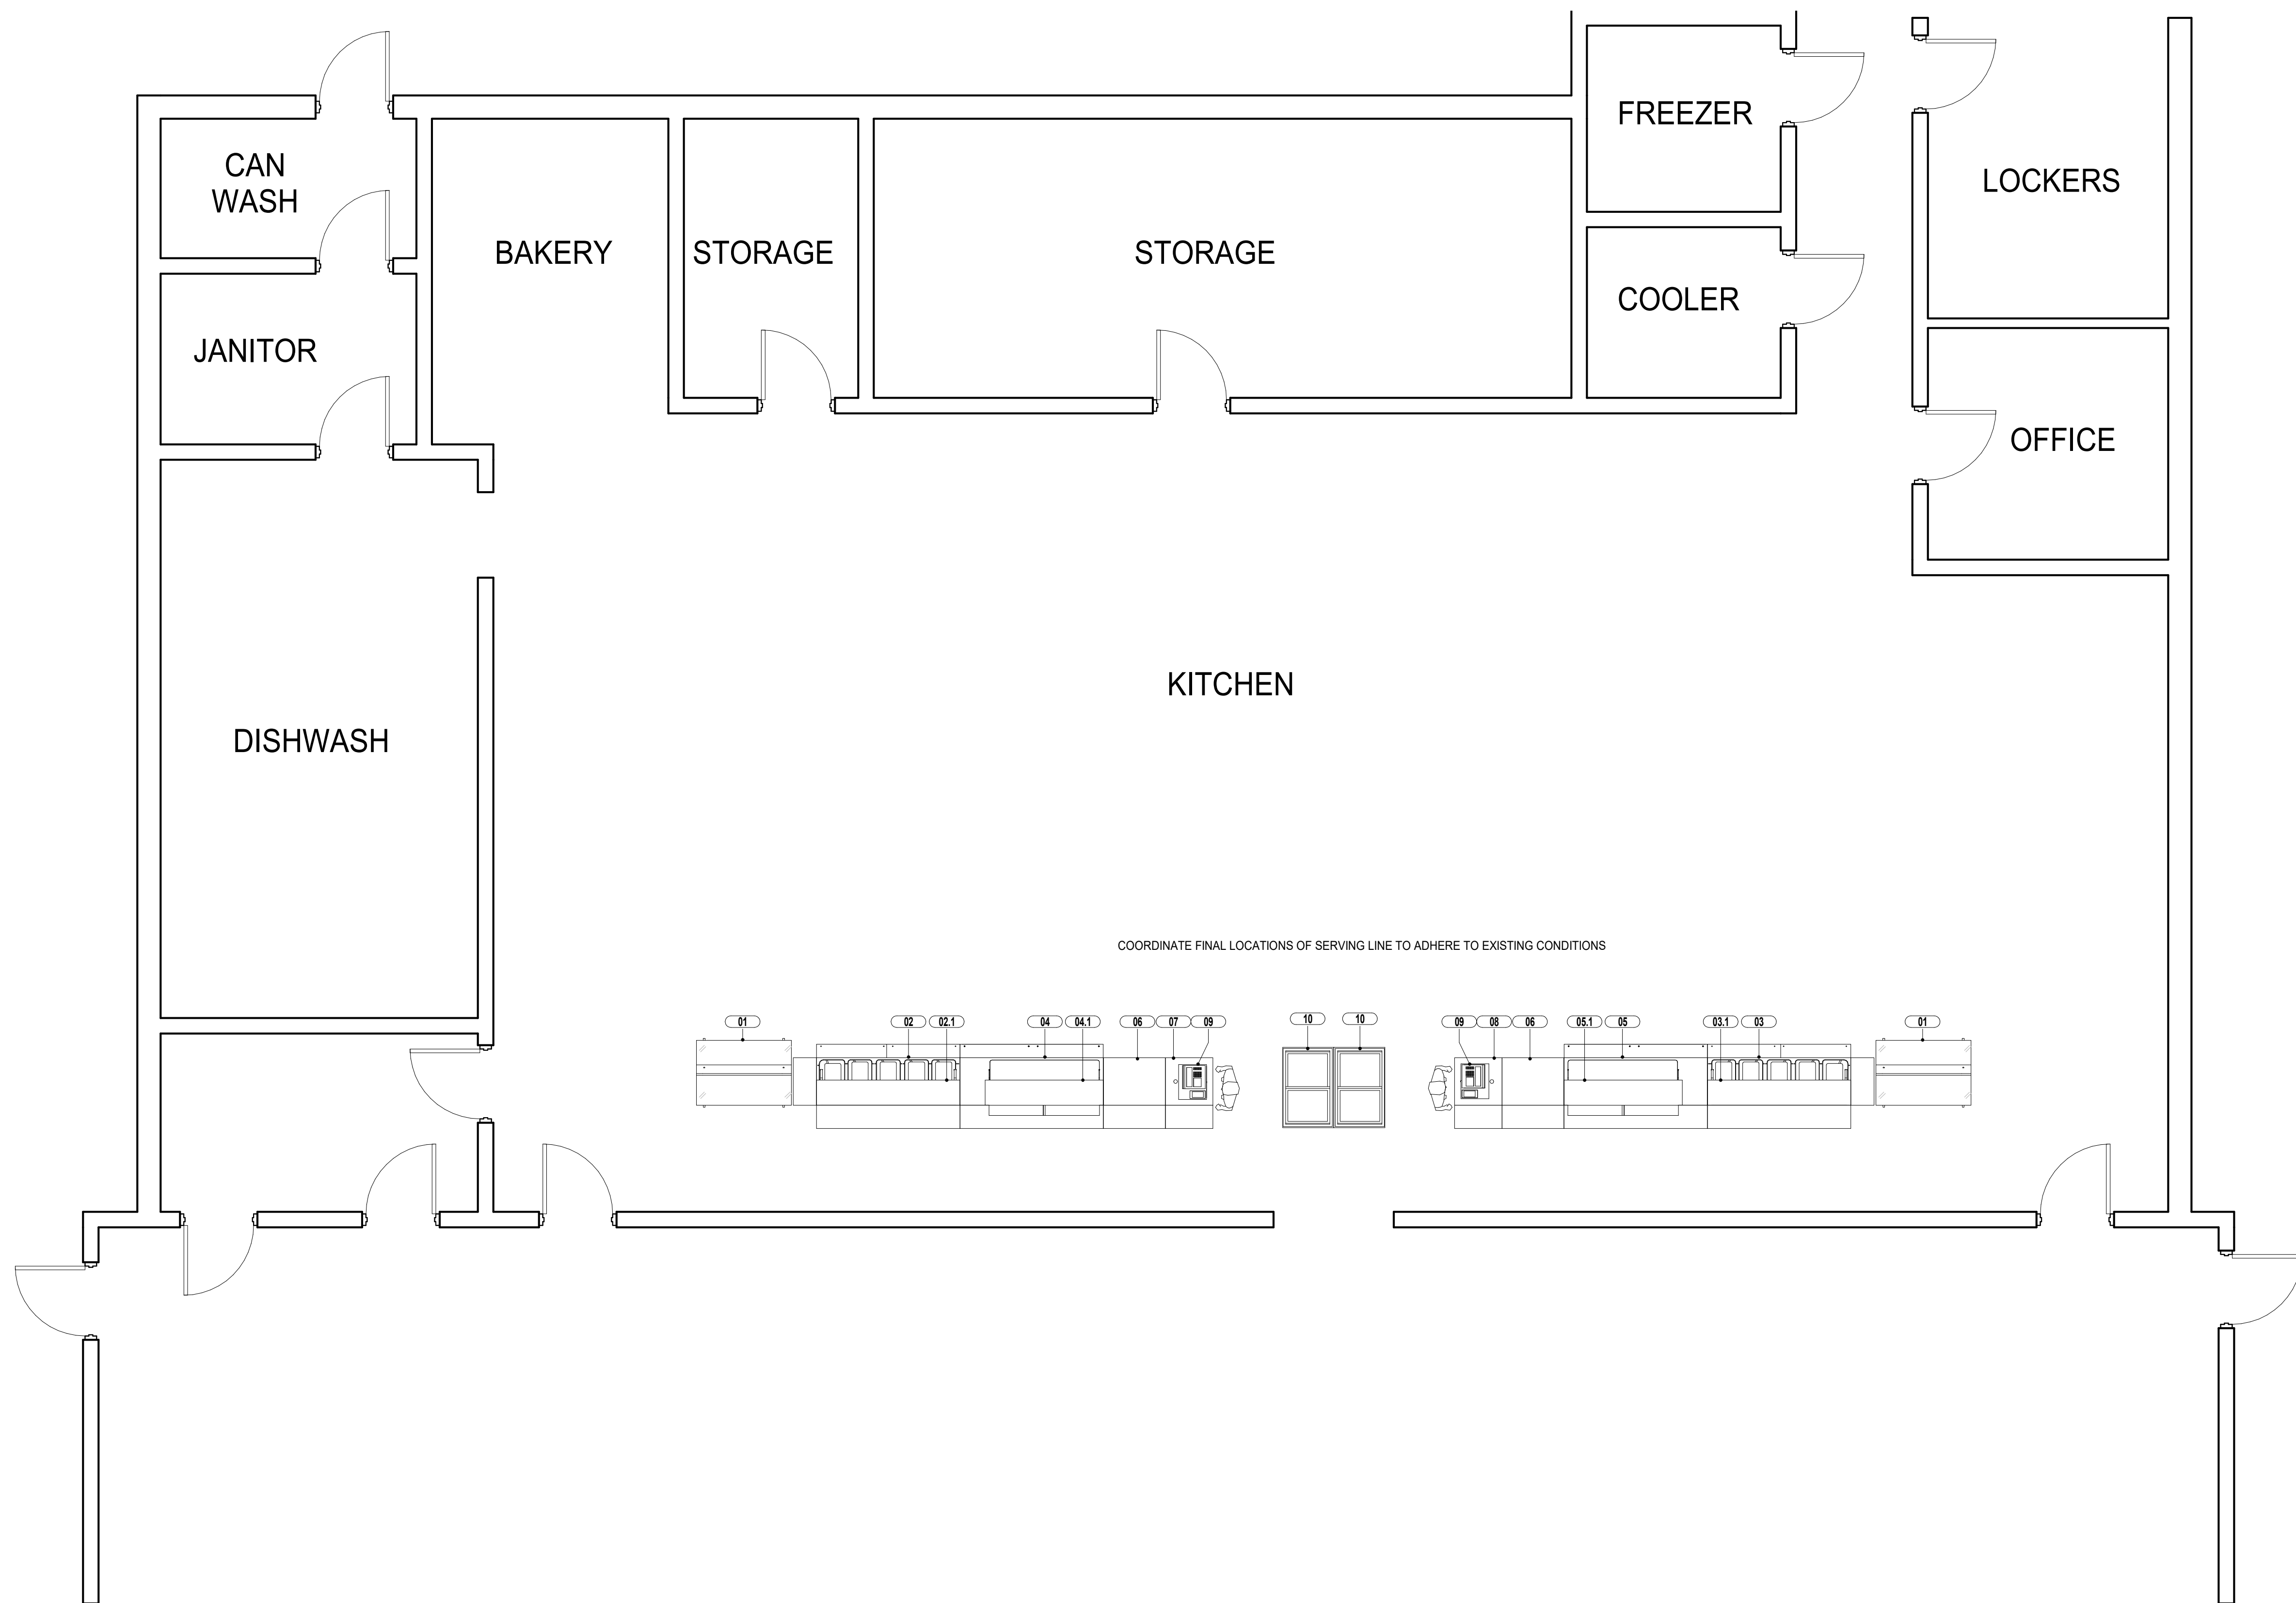 FREEZER
CAN
WASH
LOCKERS
BAKERY
STORAGE
STORAGE
COOLER
JANITOR
OFFICE
KITCHEN
DISHWASH
COORDINATE FINAL LOCATIONS OF SERVING LINE TO ADHERE TO EXISTING CONDITIONS
01 02 02.1 04 04.1 06 07 09 10 10 09 08 06 05.1 05 03.1 03 01